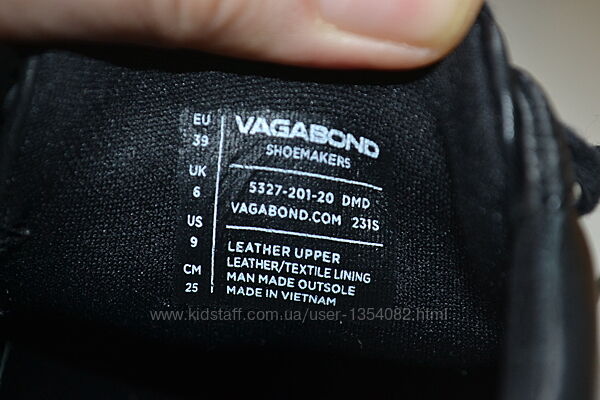 EU
39
UK
6
US
9
CM
25
VAGABOND
SHOEMAKERS
5327-201-20 DMD
VAGABOND.COM 231S
LEATHER UPPER
LEATHER/TEXTILE LINING
MAN MADE OUTSOLE
MADE IN VIETNAM
www.kidstaff.com.ua/user-1354082.html